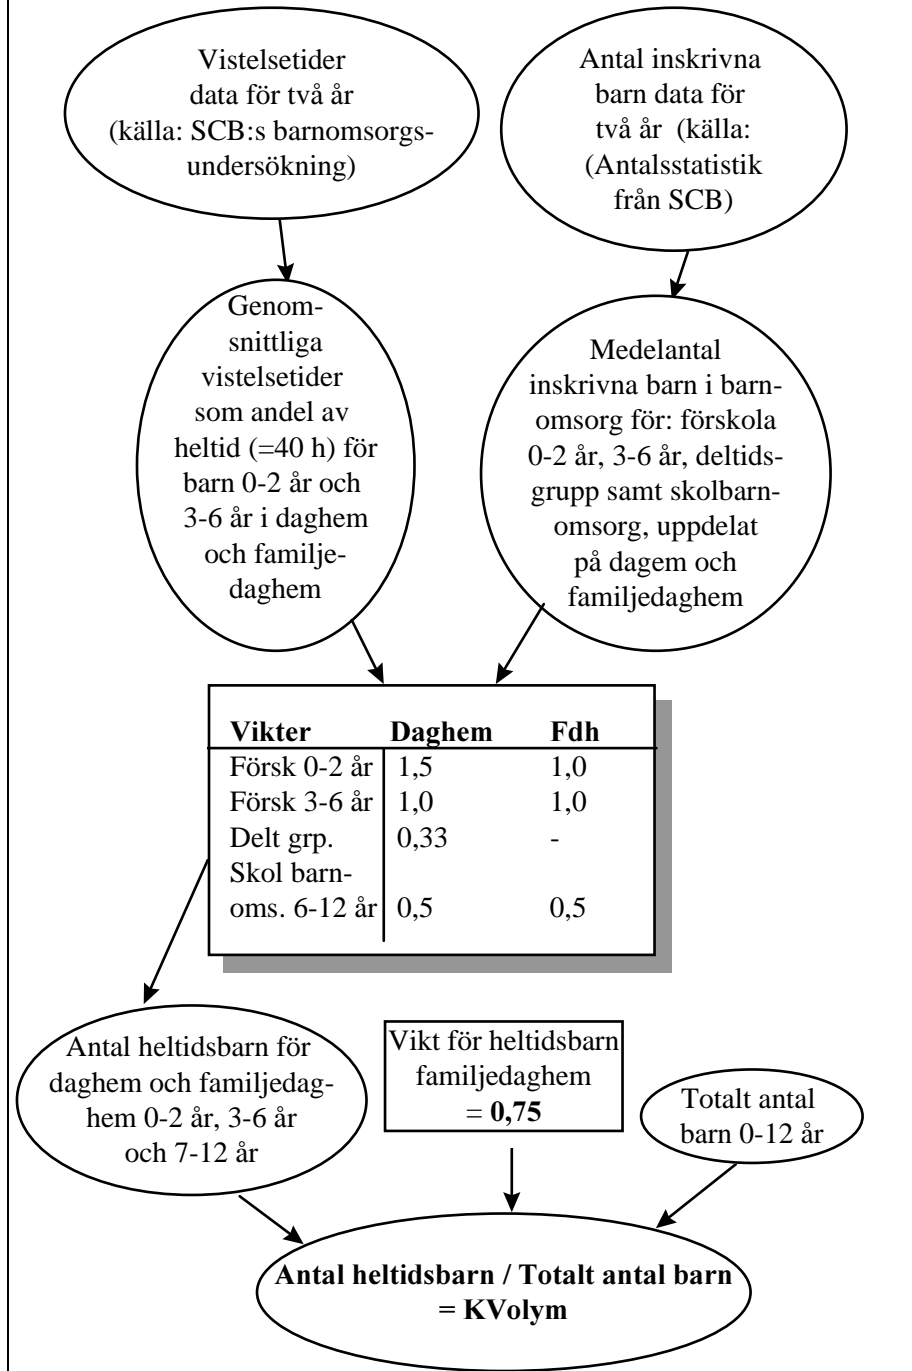 Vistelsetider
data för två år
(källa: SCB:s barnomsorgs-
undersökning)
Antal inskrivna
barn data för
två år (källa:
(Antalsstatistik
från SCB)
Genom-
snittliga
vistelsetider
som andel av
heltid (=40 h) för
barn 0-2 år och
3-6 år i daghem
och familje-
daghem
Medelantal
inskrivna barn i barn-
omsorg för: förskola
0-2 år, 3-6 år, deltids-
grupp samt skolbarn-
omsorg, uppdelat
på dagem och
familjedaghem
Vikter Daghem Fdh
Försk 0-2 år 1,5 1,0
Försk 3-6 år 1,0 1,0
Delt grp. 0,33 -
Skol barn-
oms. 6-12 år 0,5 0,5
Antal heltidsbarn för
daghem och familjedag-
hem 0-2 år, 3-6 år
och 7-12 år
Vikt för heltidsbarn
familjedaghem
= 0,75
Totalt antal
barn 0-12 år
Antal heltidsbarn / Totalt antal barn
= KVolym